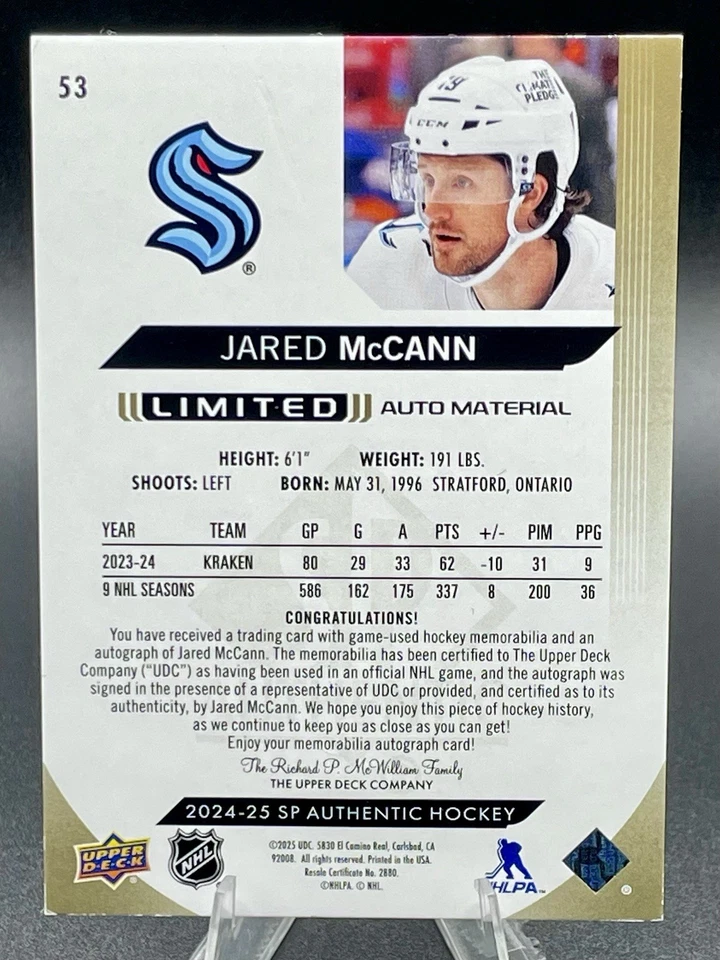 53
19
THE
CLIMATE
PLEDGE
CCM
®
JARED McCANN
LIMITED AUTO MATERIAL
HEIGHT: 6'1" WEIGHT: 191 LBS.
SHOOTS: LEFT BORN: MAY 31, 1996 STRATFORD, ONTARIO
YEAR TEAM GP G A PTS +/- PIM PPG
2023-24 KRAKEN 80 29 33 62 -10 31 9
9 NHL SEASONS 586 162 175 337 8 200 36
CONGRATULATIONS!
You have received a trading card with game-used hockey memorabilia and an
autograph of Jared McCann. The memorabilia has been certified to The Upper Deck
Company ("UDC") as having been used in an official NHL game, and the autograph was
signed in the presence of a representative of UDC or provided, and certified as to its
authenticity, by Jared McCann. We hope you enjoy this piece of hockey history,
as we continue to keep you as close as you can get!
Enjoy your memorabilia autograph card!
The Richard P. McWilliam Family
THE UPPER DECK COMPANY
2024-25 SP AUTHENTIC HOCKEY
UPPER
D·E·C·K
NHL
©2025 UDC. 5830 El Camino Real, Carlsbad, CA
92008. All rights reserved. Printed in the USA.
Resale Certificate No. 2880.
©NHLPA. © NHL.
NHLPA™